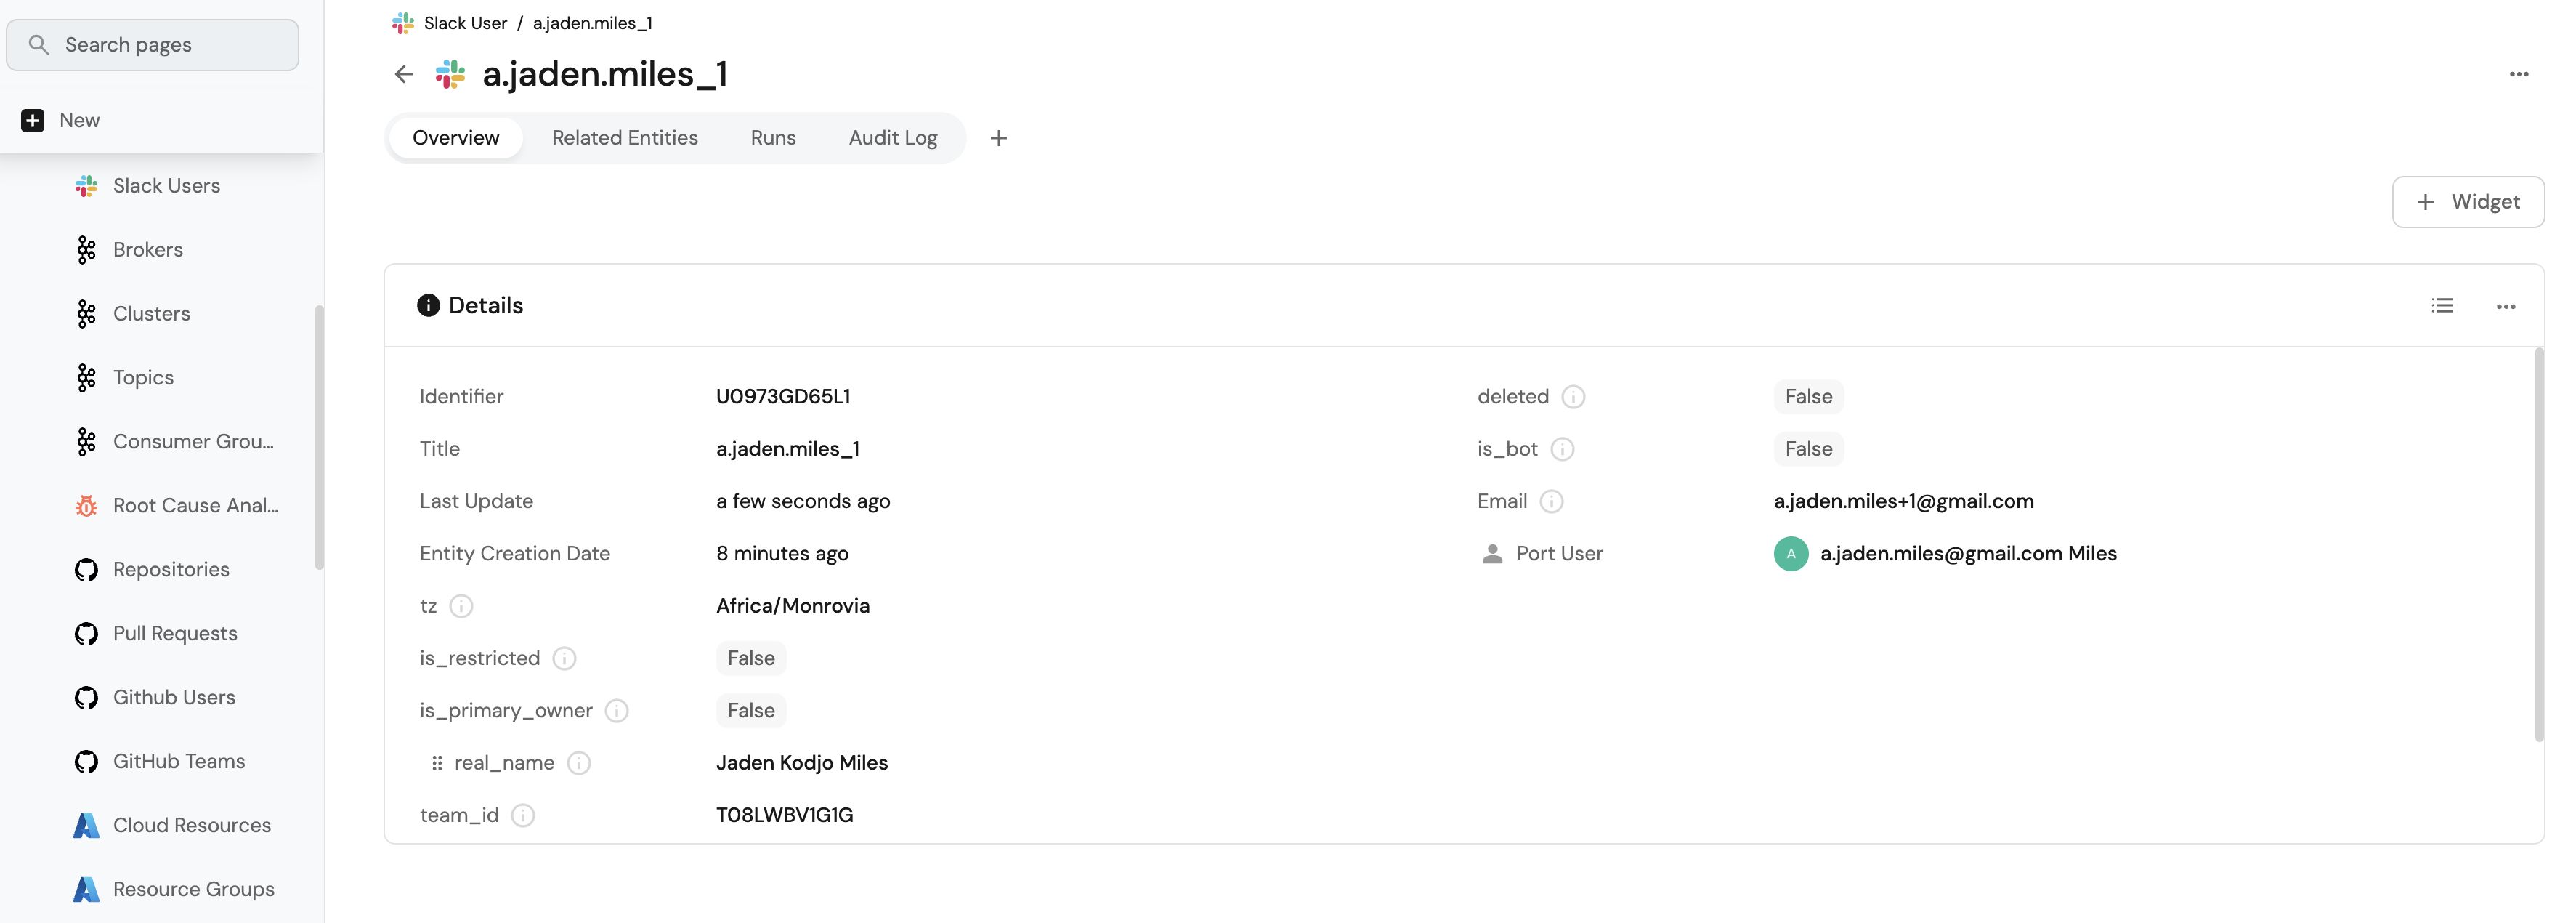 Search pages
New
Slack Users
Brokers
Clusters
Topics
Consumer Grou...
Root Cause Anal...
Repositories
Pull Requests
Github Users
GitHub Teams
Cloud Resources
Resource Groups
Slack User / a.jaden.miles_1
a.jaden.miles_1
Overview Related Entities Runs Audit Log +
+ Widget
Details
Identifier U0973GD65L1
Title a.jaden.miles_1
Last Update a few seconds ago
Entity Creation Date 8 minutes ago
tz Africa/Monrovia
is_restricted False
is_primary_owner False
real_name Jaden Kodjo Miles
team_id T08LWBV1G1G
deleted False
is_bot False
Email a.jaden.miles+1@gmail.com
Port User A a.jaden.miles@gmail.com Miles